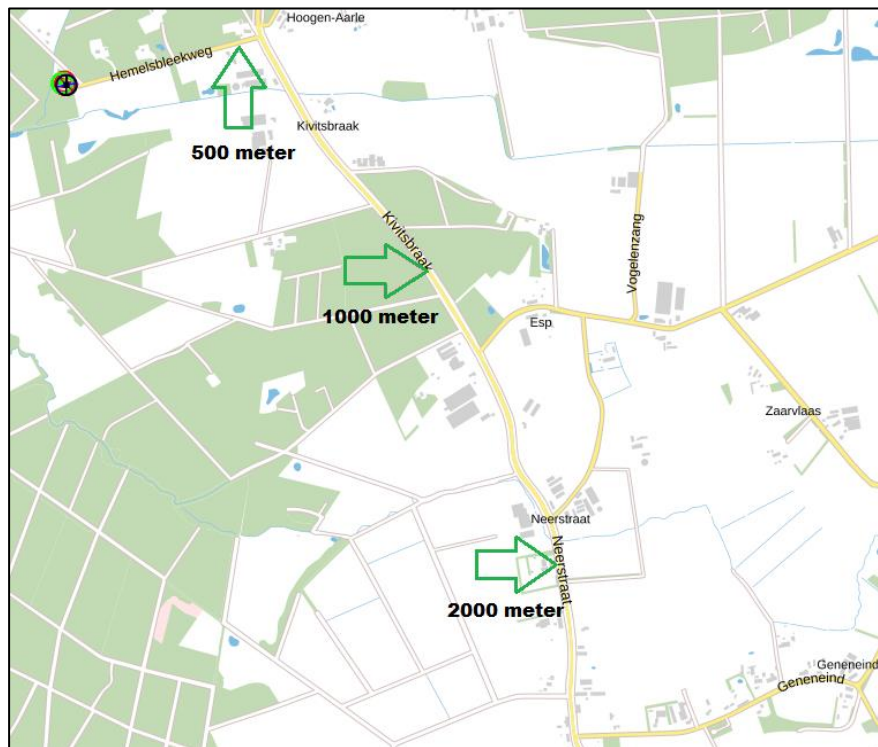 Hoogen-Aarle
Hemelsbleekweg
Kivitsbraak
500 meter
Kivitsbraak
Vogelenzang
1000 meter
Esp
Zaarvlaas
Neerstraat
Neerstraat
2000 meter
Geneneind
Geneneind